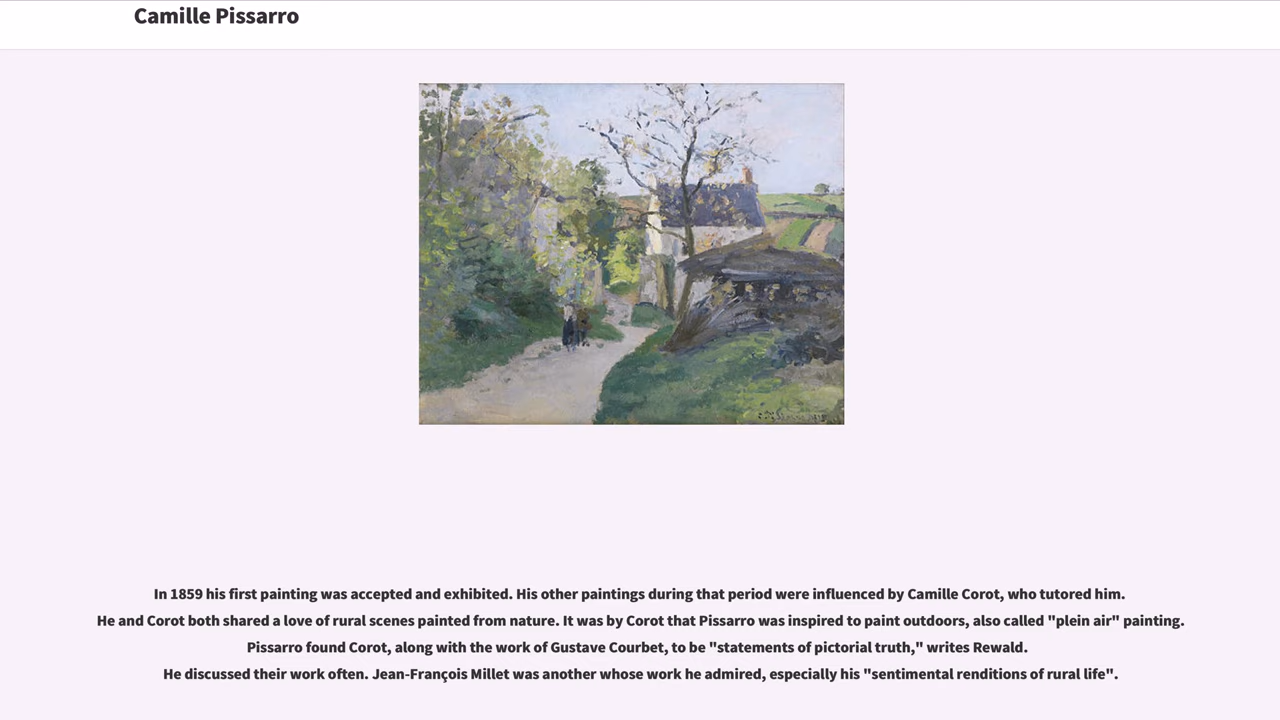 Camille Pissarro
In 1859 his first painting was accepted and exhibited. His other paintings during that period were influenced by Camille Corot, who tutored him.
He and Corot both shared a love of rural scenes painted from nature. It was by Corot that Pissarro was inspired to paint outdoors, also called "plein air" painting.
Pissarro found Corot, along with the work of Gustave Courbet, to be "statements of pictorial truth," writes Rewald.
He discussed their work often. Jean-François Millet was another whose work he admired, especially his "sentimental renditions of rural life".